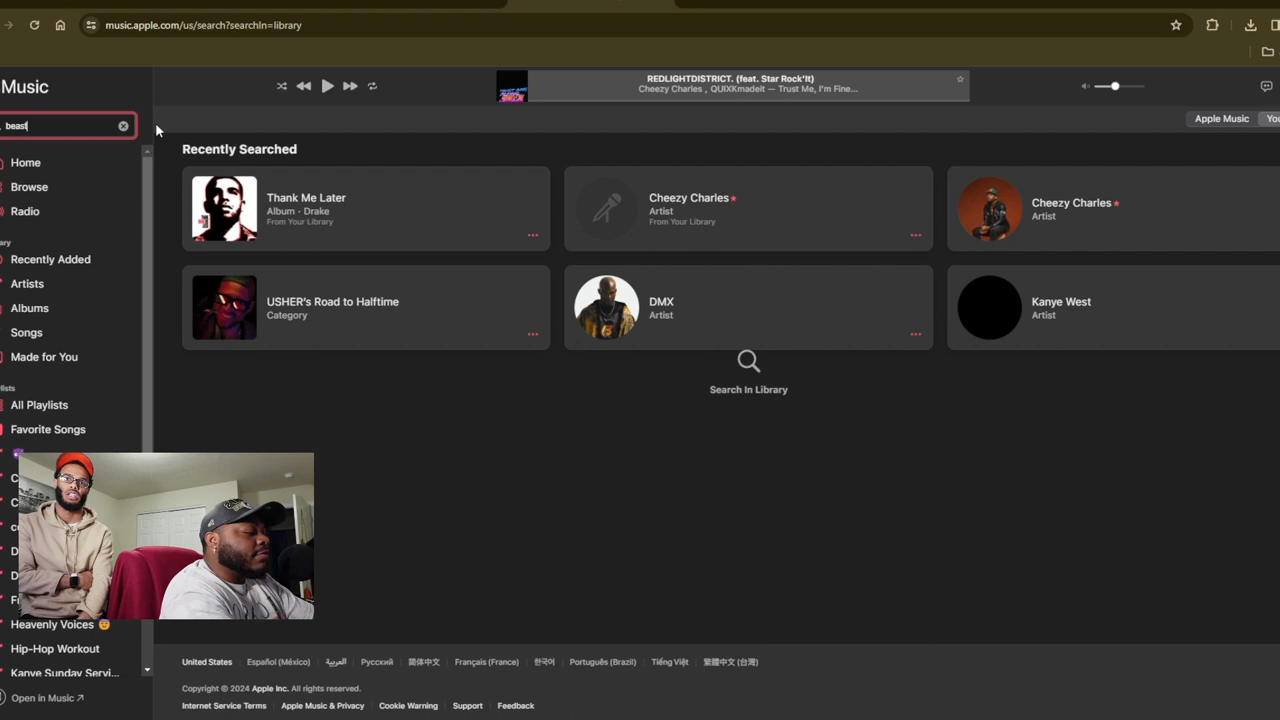 music.apple.com/us/search?searchIn=library
Music
beast
REDLIGHTDISTRICT. (feat. Star Rock'It)
Cheezy Charles , QUIXKmadeit — Trust Me, I'm Fine...
Apple Music
You
Home
Browse
Radio
Recently Added
Artists
Albums
Songs
Made for You
All Playlists
Favorite Songs
Heavenly Voices 😇
Hip-Hop Workout
Kanye Sunday Servi...
Open in Music ↗
Recently Searched
Thank Me Later
Album · Drake
From Your Library
Cheezy Charles
Artist
From Your Library
Cheezy Charles
Artist
USHER's Road to Halftime
Category
DMX
Artist
Kanye West
Artist
Search In Library
United States Español (México) العربية Русский 简体中文 Français (France) 한국어 Português (Brazil) Tiếng Việt 繁體中文 (台灣)
Copyright © 2024 Apple Inc. All rights reserved.
Internet Service Terms Apple Music & Privacy Cookie Warning Support Feedback